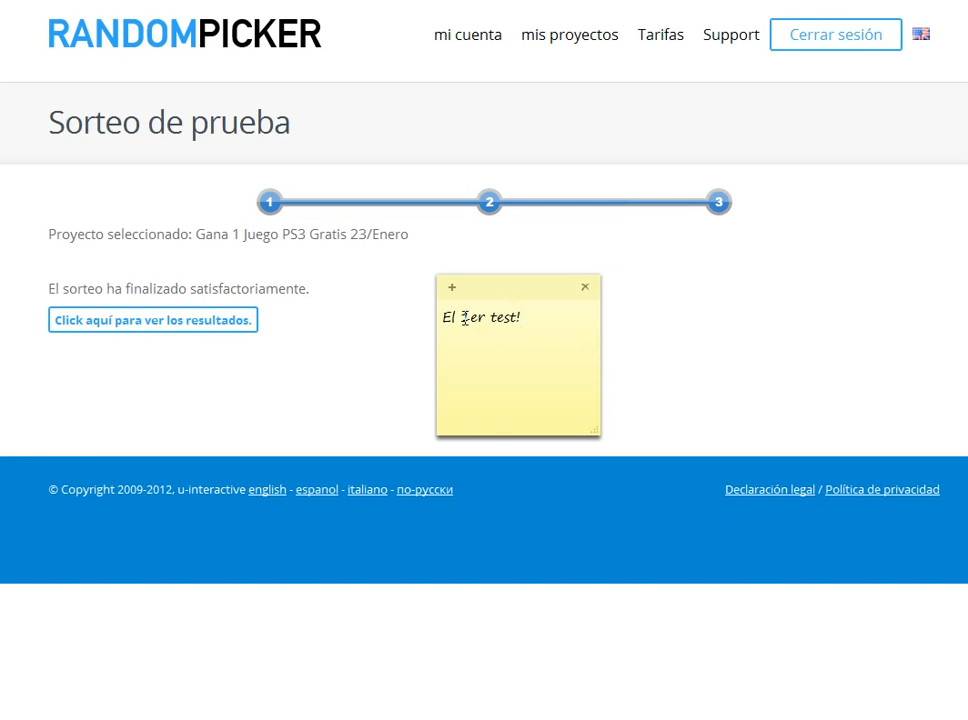 RANDOMPICKER
mi cuenta mis proyectos Tarifas Support Cerrar sesión
Sorteo de prueba
1 2 3
Proyecto seleccionado: Gana 1 Juego PS3 Gratis 23/Enero
El sorteo ha finalizado satisfactoriamente.
Click aquí para ver los resultados.
El test!
© Copyright 2009-2012, u-interactive english - espanol - italiano - по-русски
Declaración legal / Política de privacidad